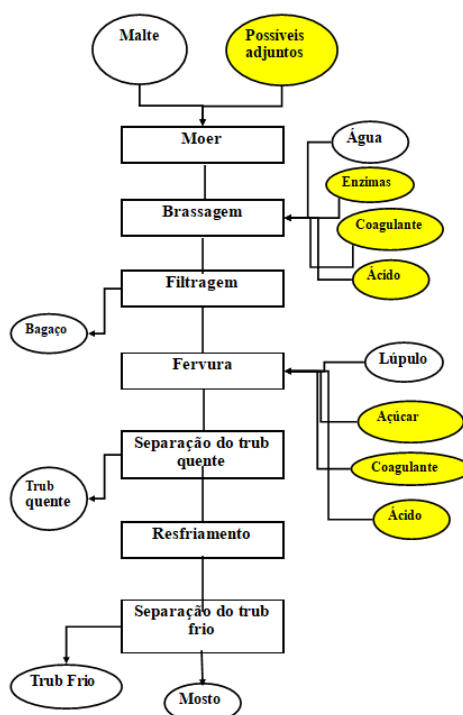 Malte
Possíveis
adjuntos
Moer
Água
Enzimas
Brassagem
Coagulante
Ácido
Filtragem
Bagaço
Fervura
Lúpulo
Açúcar
Separação do trub
quente
Coagulante
Trub
quente
Ácido
Resfriamento
Separação do trub
frio
Trub Frio
Mosto